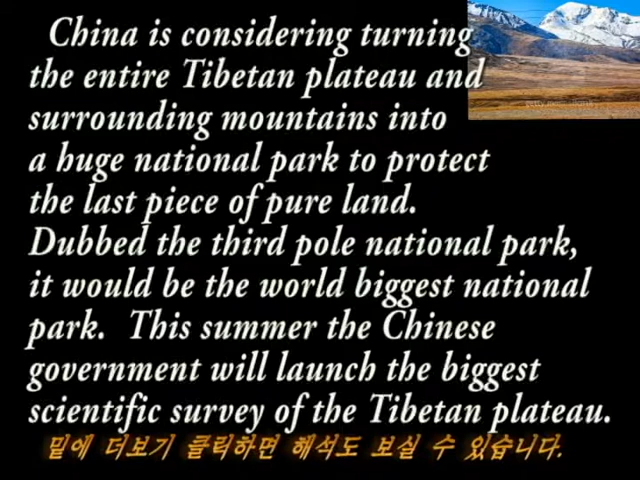 China is considering turning
the entire Tibetan plateau and
surrounding mountains into
a huge national park to protect
the last piece of pure land.
Dubbed the third pole national park,
it would be the world biggest national
park. This summer the Chinese
government will launch the biggest
scientific survey of the Tibetan plateau.
밑에 더보기 클릭하면 해석도 보실 수 있습니다.